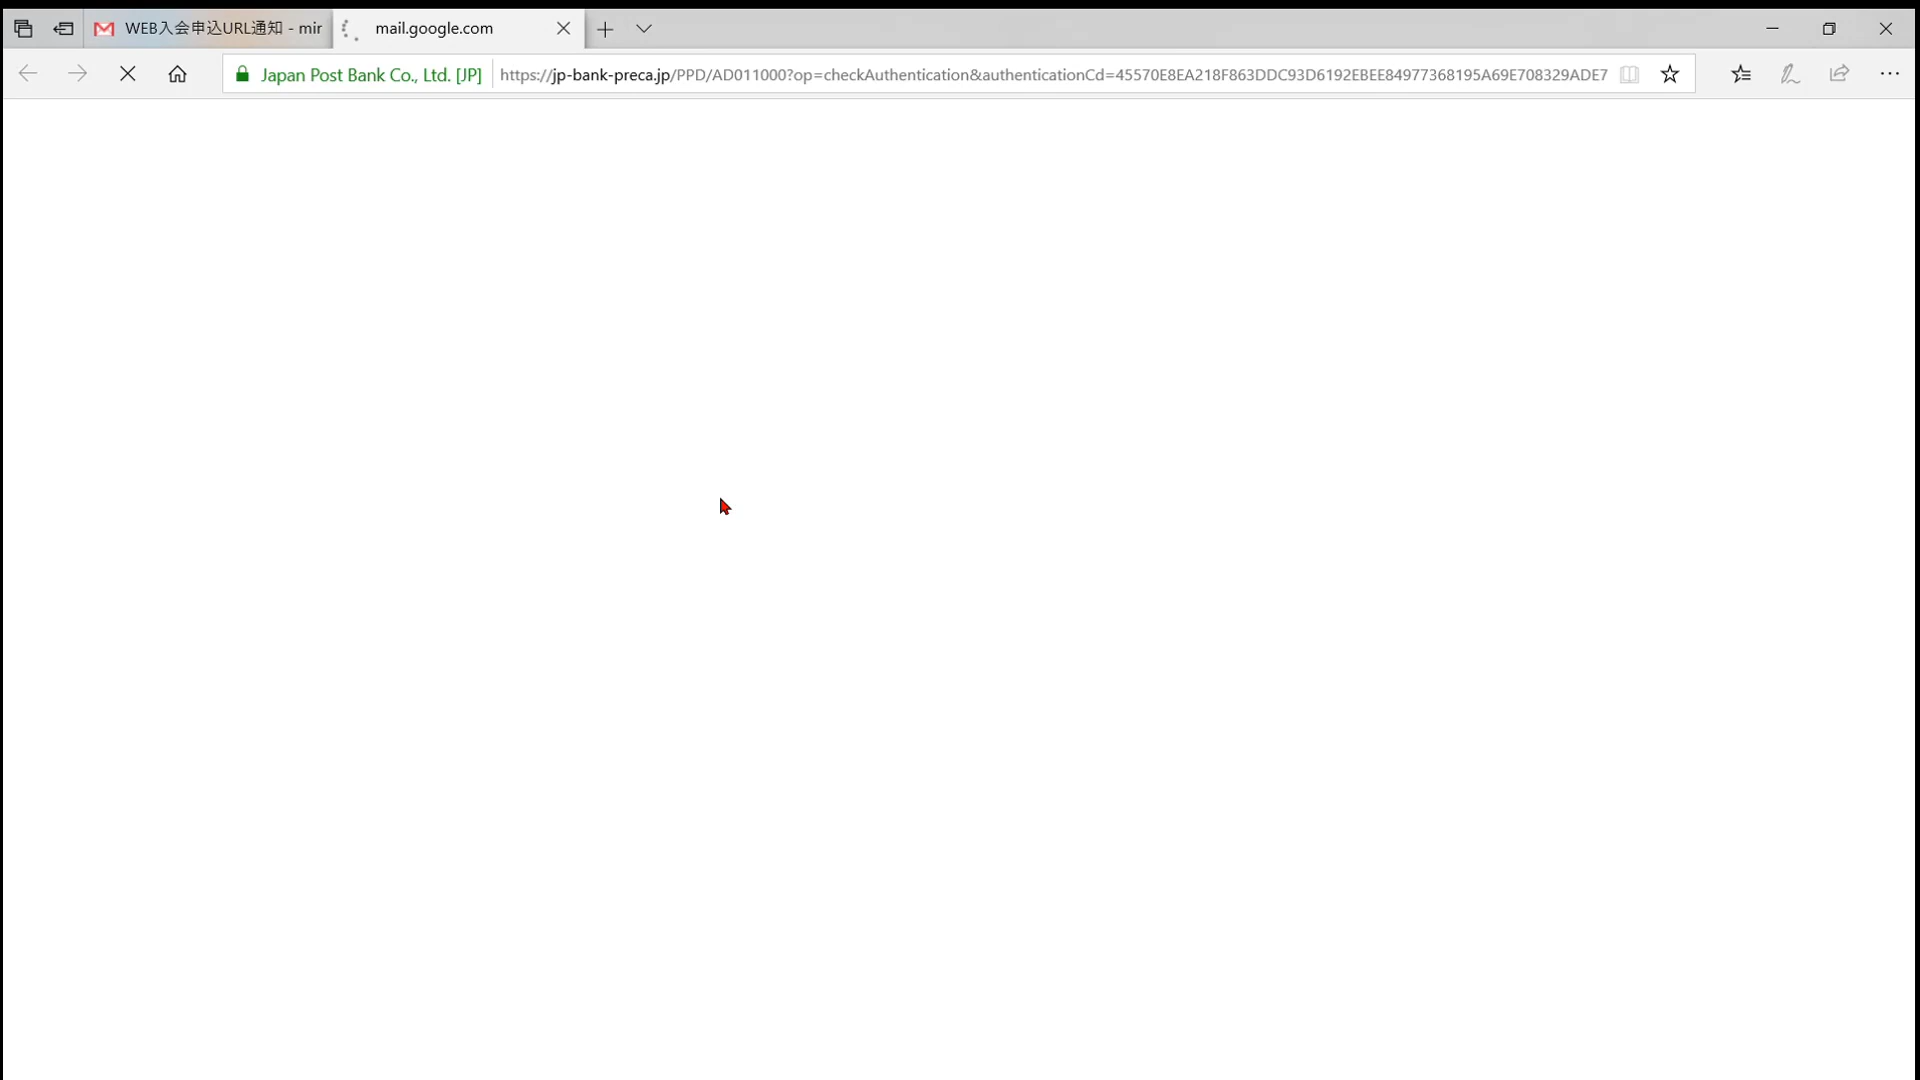 WEB入会申込URL通知 - mir
mail.google.com
Japan Post Bank Co., Ltd. [JP]
https://jp-bank-preca.jp/PPD/AD011000?op=checkAuthentication&authenticationCd=45570E8EA218F863DDC93D6192EBEE84977368195A69E708329ADE7